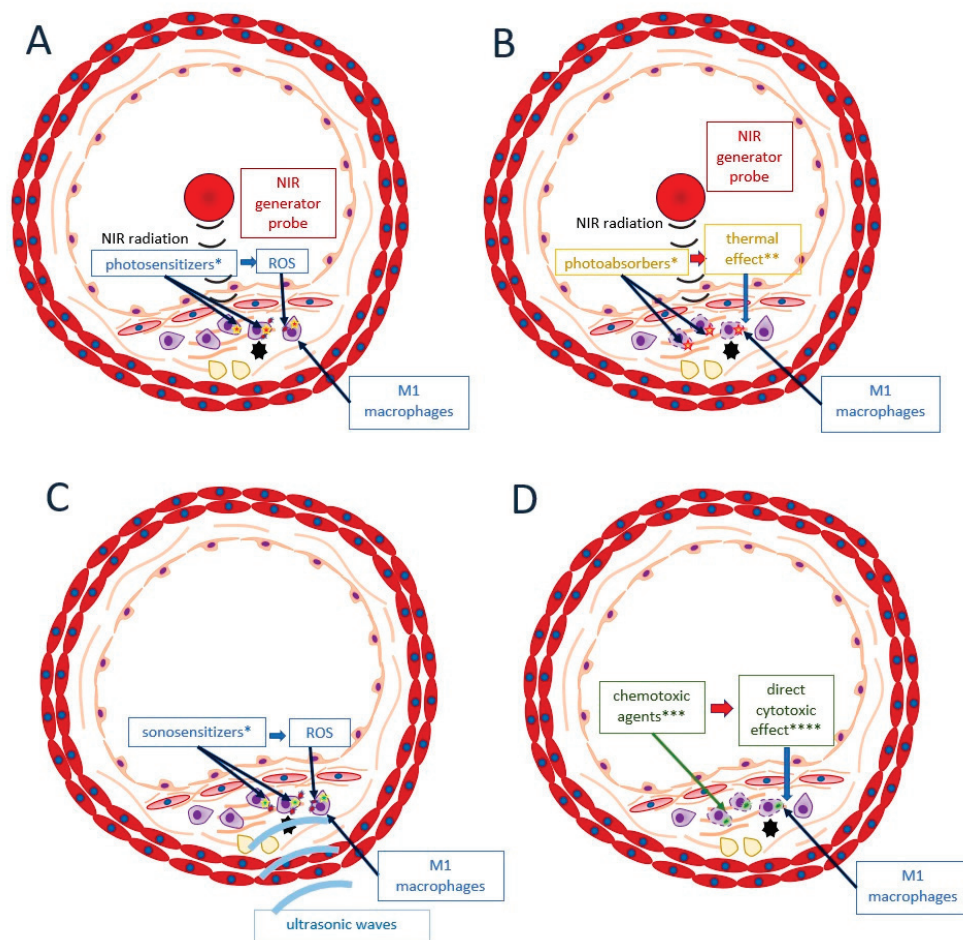 A
NIR
generator
probe
NIR radiation
photosensitizers*
ROS
M1
macrophages
B
NIR
generator
probe
NIR radiation
photoabsorbers*
thermal
effect**
M1
macrophages
C
sonosensitizers*
ROS
M1
macrophages
ultrasonic waves
D
chemotoxic
agents***
direct
cytotoxic
effect****
M1
macrophages